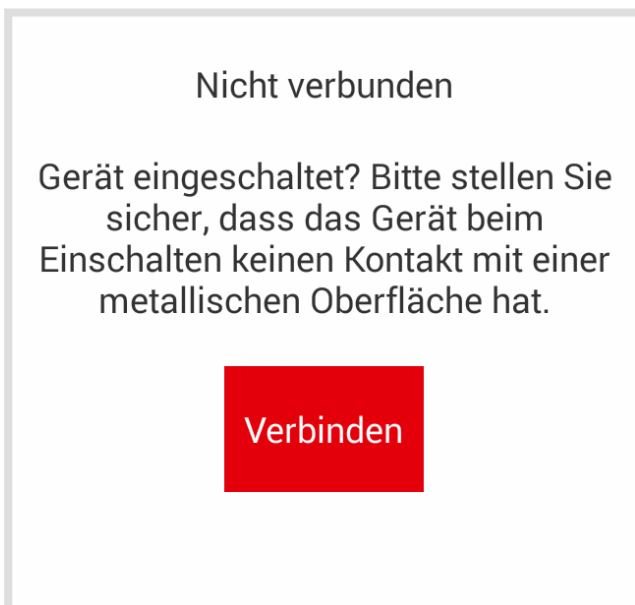 Nicht verbunden
Gerät eingeschaltet? Bitte stellen Sie
sicher, dass das Gerät beim
Einschalten keinen Kontakt mit einer
metallischen Oberfläche hat.
Verbinden